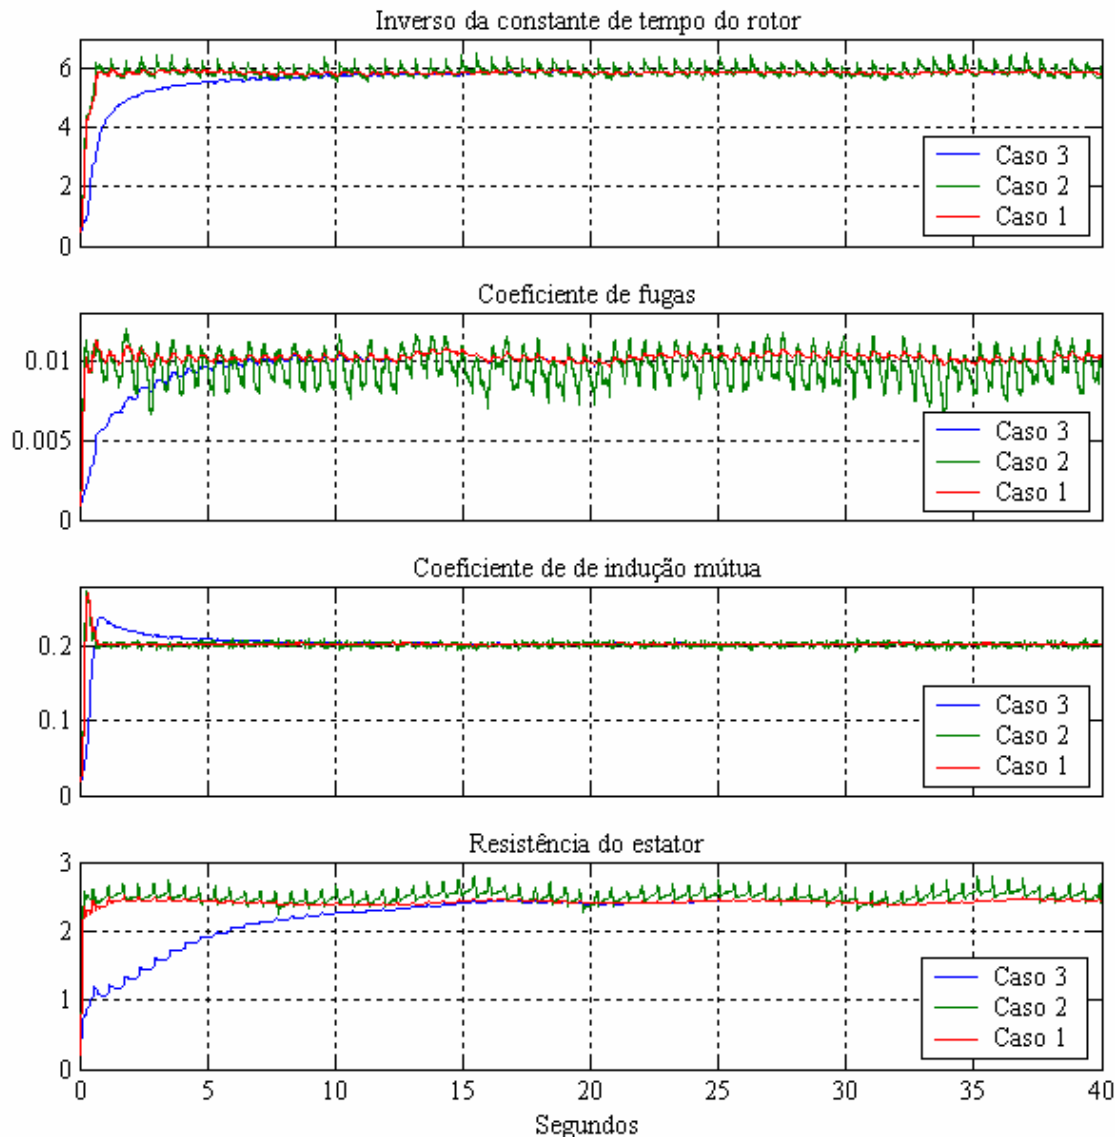 Inverso da constante de tempo do rotor
6
4
2
0
Caso 3
Caso 2
Caso 1
Coeficiente de fugas
0.01
0.005
0
Caso 3
Caso 2
Caso 1
Coeficiente de de indução mútua
0.2
0.1
0
Caso 3
Caso 2
Caso 1
Resistência do estator
3
2
1
0
Caso 3
Caso 2
Caso 1
0 5 10 15 20 25 30 35 40
Segundos